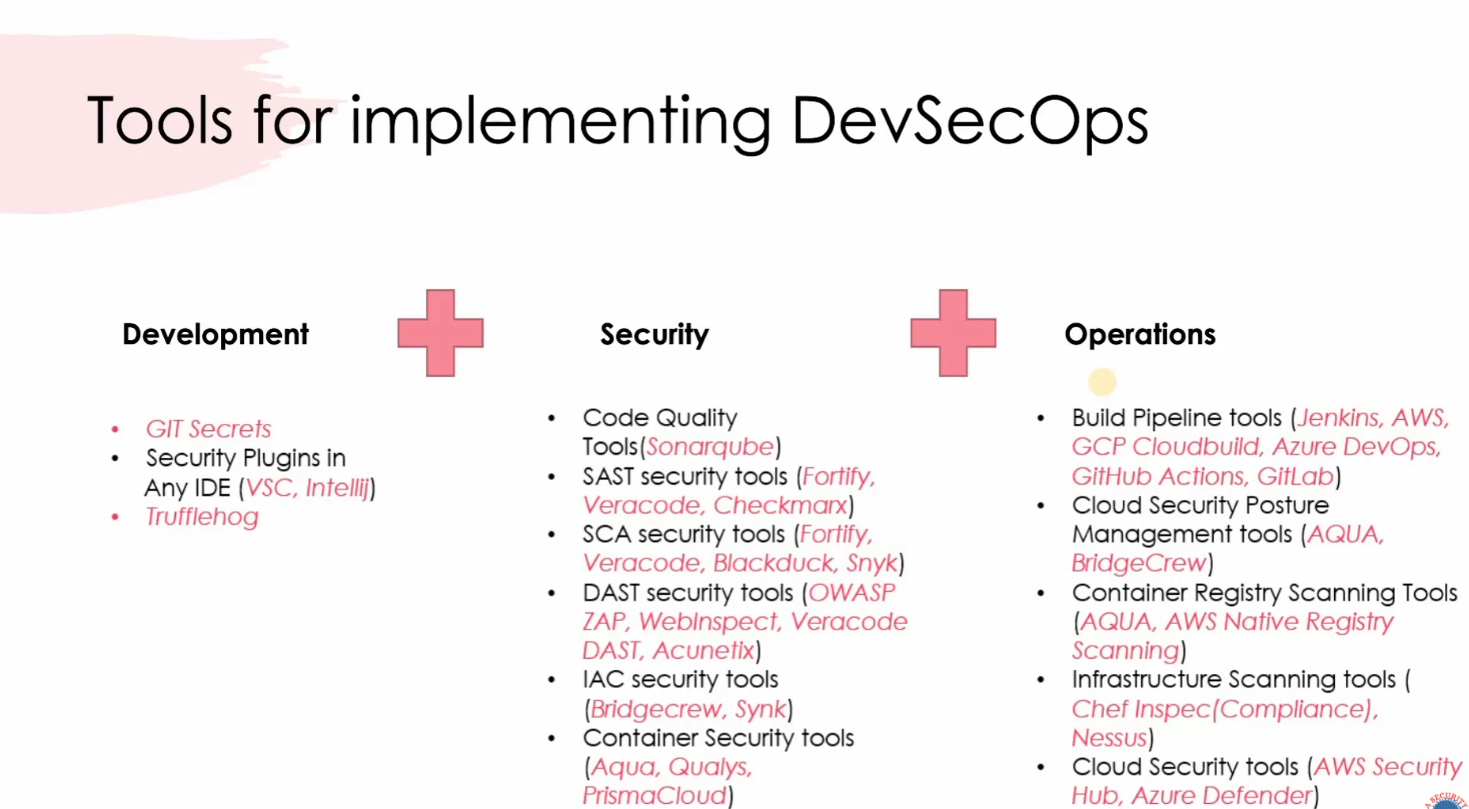 Tools for implementing DevSecOps
Development
Security
Operations
• GIT Secrets
• Security Plugins in
Any IDE (VSC, Intellij)
• Trufflehog
• Code Quality
Tools(Sonarqube)
• SAST security tools (Fortify,
Veracode, Checkmarx)
• SCA security tools (Fortify,
Veracode, Blackduck, Snyk)
• DAST security tools (OWASP
ZAP, WebInspect, Veracode
DAST, Acunetix)
• IAC security tools
(Bridgecrew, Synk)
• Container Security tools
(Aqua, Qualys,
PrismaCloud)
• Build Pipeline tools (Jenkins, AWS,
GCP Cloudbuild, Azure DevOps,
GitHub Actions, GitLab)
• Cloud Security Posture
Management tools (AQUA,
BridgeCrew)
• Container Registry Scanning Tools
(AQUA, AWS Native Registry
Scanning)
• Infrastructure Scanning tools (
Chef Inspec(Compliance),
Nessus)
• Cloud Security tools (AWS Security
Hub, Azure Defender)
A SECURITY